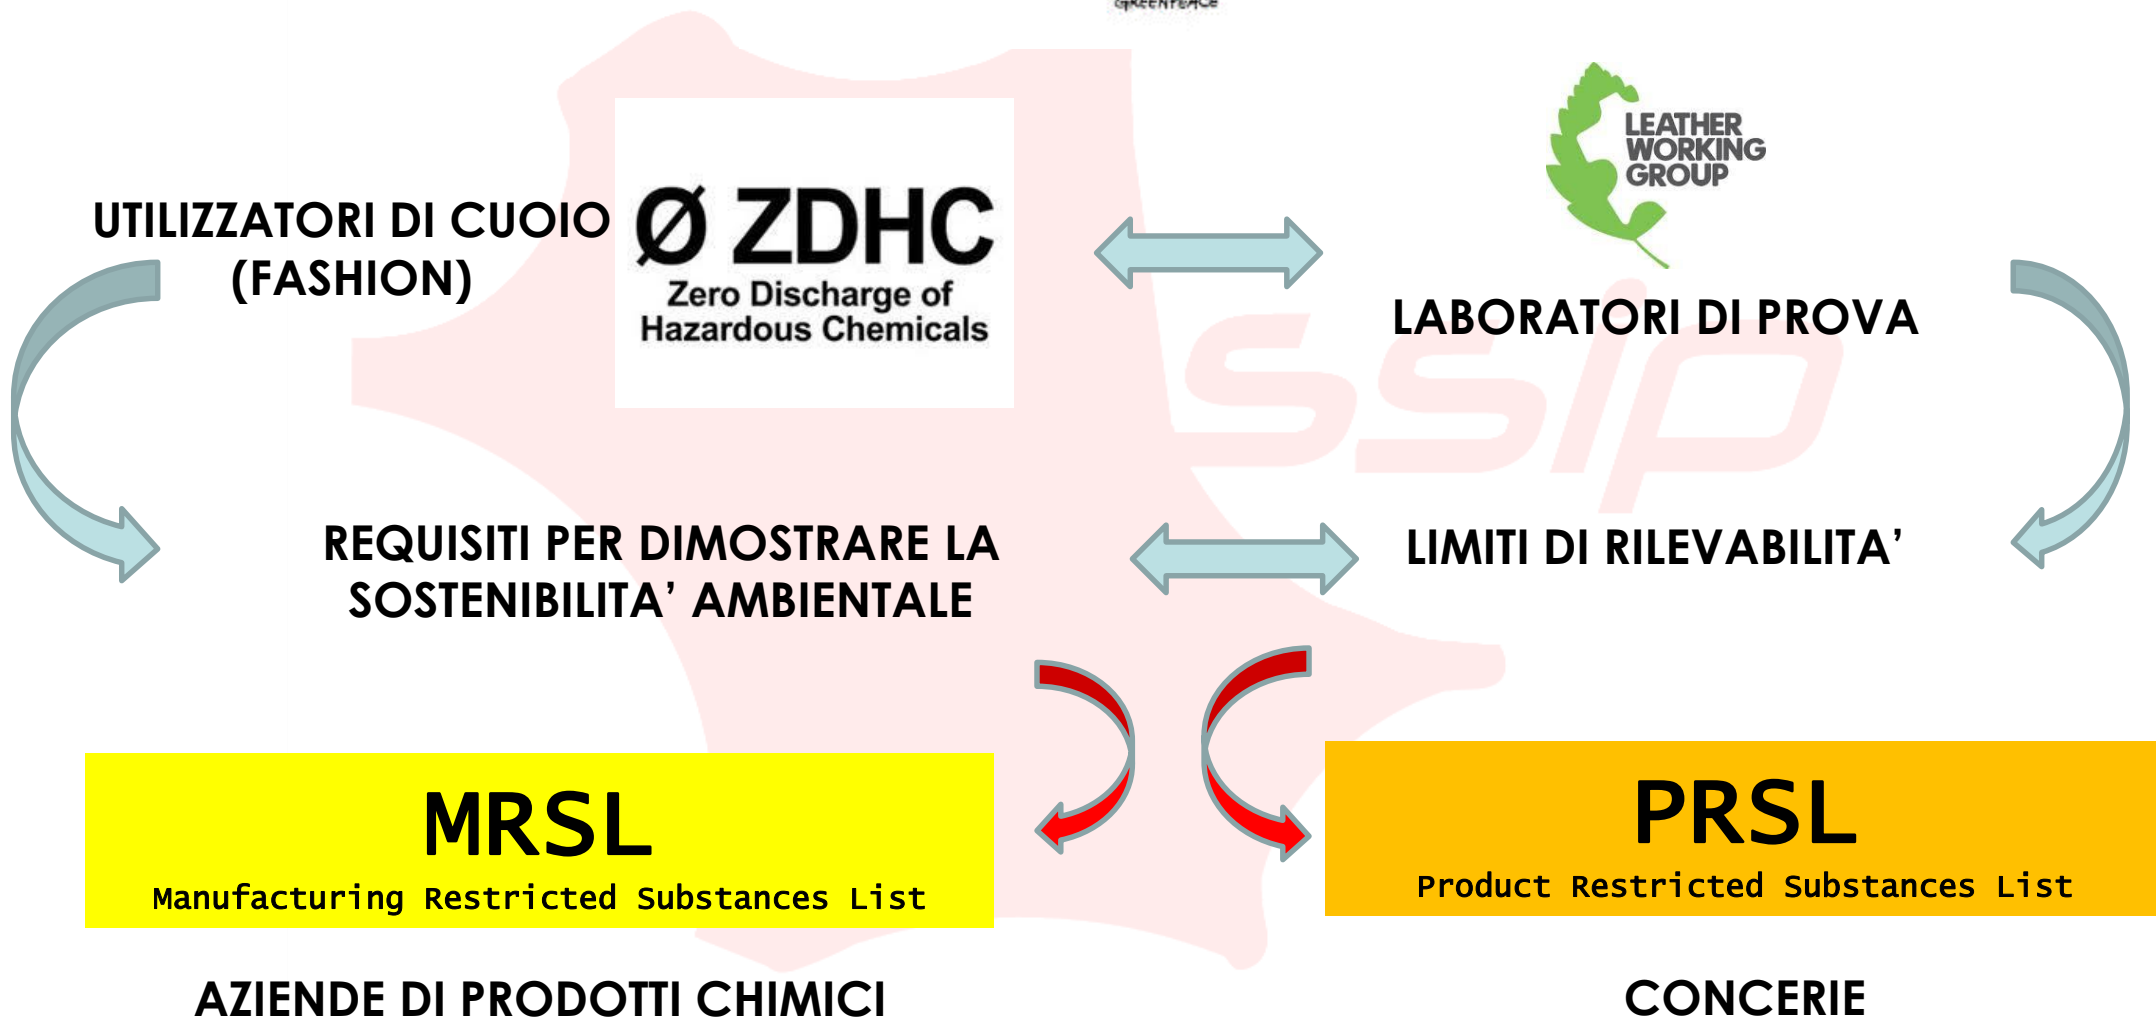 GREENPEACE
LEATHER
WORKING
GROUP
UTILIZZATORI DI CUOIO
(FASHION)
Ø ZDHC
Zero Discharge of
Hazardous Chemicals
LABORATORI DI PROVA
ssip
REQUISITI PER DIMOSTRARE LA
SOSTENIBILITA’ AMBIENTALE
LIMITI DI RILEVABILITA’
MRSL
Manufacturing Restricted Substances List
PRSL
Product Restricted Substances List
AZIENDE DI PRODOTTI CHIMICI
CONCERIE